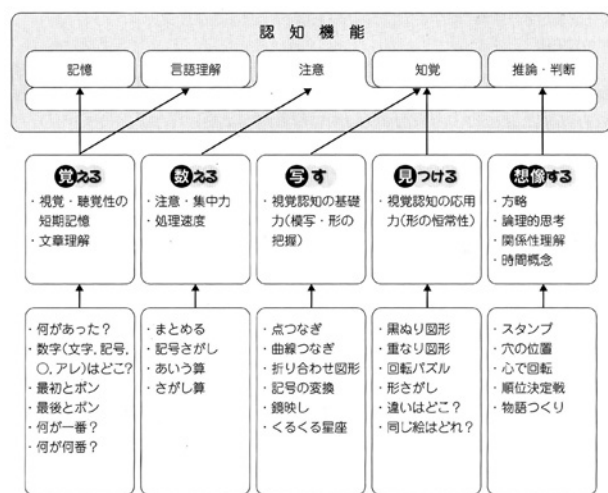 認知機能
記憶
言語理解
注意
知覚
推論・判断
覚える
・視覚・聴覚性の
短期記憶
・文章理解
数える
・注意・集中力
・処理速度
写す
・視覚認知の基礎
力(模写・形の
把握)
見つける
・視覚認知の応用
力(形の恒常性)
想像する
・方略
・論理的思考
・関係性理解
・時間概念
・何があった?
・数字(文字,記号,
〇,アレ)はどこ?
・最初とポン
・最後とポン
・何が一番?
・何が何番?
・まとめる
・記号さがし
・あいう算
・さがし算
・点つなぎ
・曲線つなぎ
・折り合わせ図形
・記号の変換
・鏡映し
・くるくる星座
・黒ぬり図形
・重なり図形
・回転パズル
・形さがし
・違いはどこ?
・同じ絵はどれ?
・スタンプ
・穴の位置
・心で回転
・順位決定戦
・物語つくり